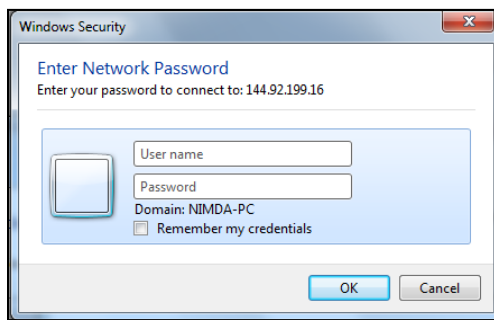 Windows Security
x
Enter Network Password
Enter your password to connect to: 144.92.199.16
User name
Password
Domain: NIMDA-PC
Remember my credentials
OK
Cancel